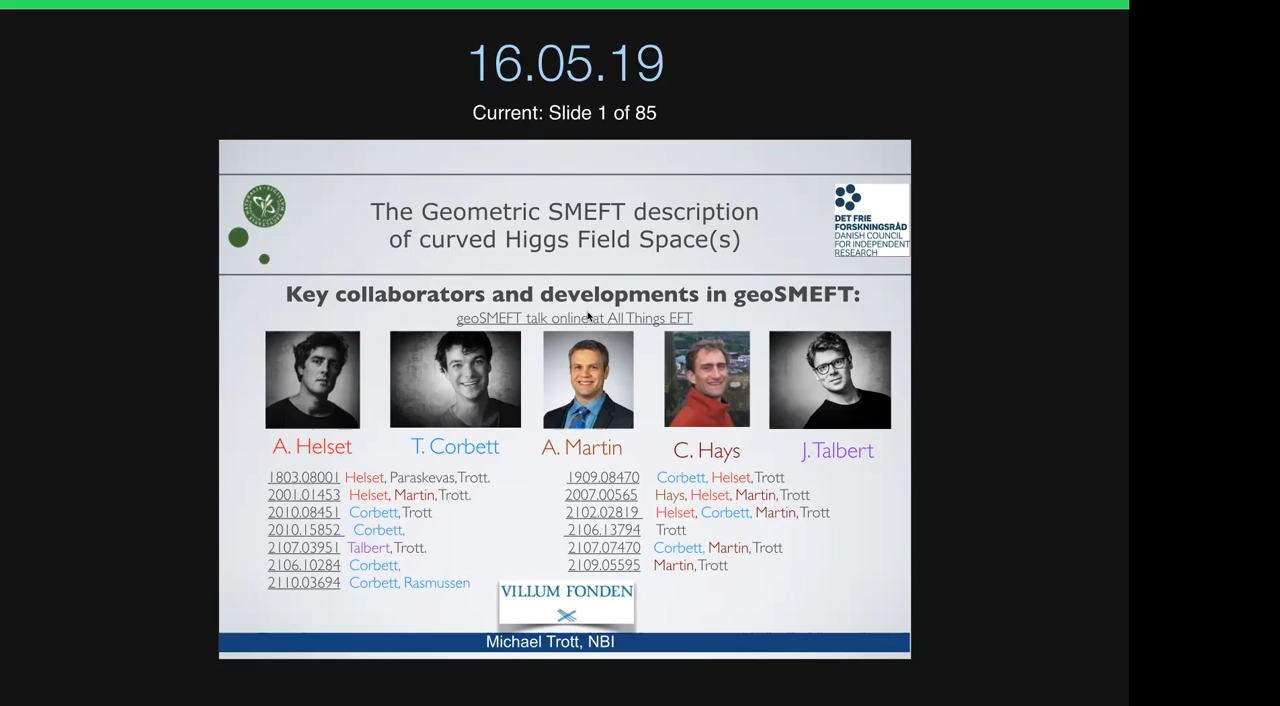 16.05.19
Current: Slide 1 of 85
The Geometric SMEFT description
of curved Higgs Field Space(s)
DET FRIE
FORSKNINGSRÅD
DANISH COUNCIL
FOR INDEPENDENT
RESEARCH
Key collaborators and developments in geoSMEFT:
geoSMEFT talk online at All Things EFT
A. Helset
T. Corbett
A. Martin
C. Hays
J. Talbert
1803.08001 Helset, Paraskevas, Trott.
2001.01453 Helset, Martin, Trott.
2010.08451 Corbett, Trott
2010.15852 Corbett,
2107.03951 Talbert, Trott.
2106.10284 Corbett,
2110.03694 Corbett, Rasmussen
1909.08470 Corbett, Helset, Trott
2007.00565 Hays, Helset, Martin, Trott
2102.02819 Helset, Corbett, Martin, Trott
2106.13794 Trott
2107.07470 Corbett, Martin, Trott
2109.05595 Martin, Trott
VILLUM FONDEN
Michael Trott, NBI